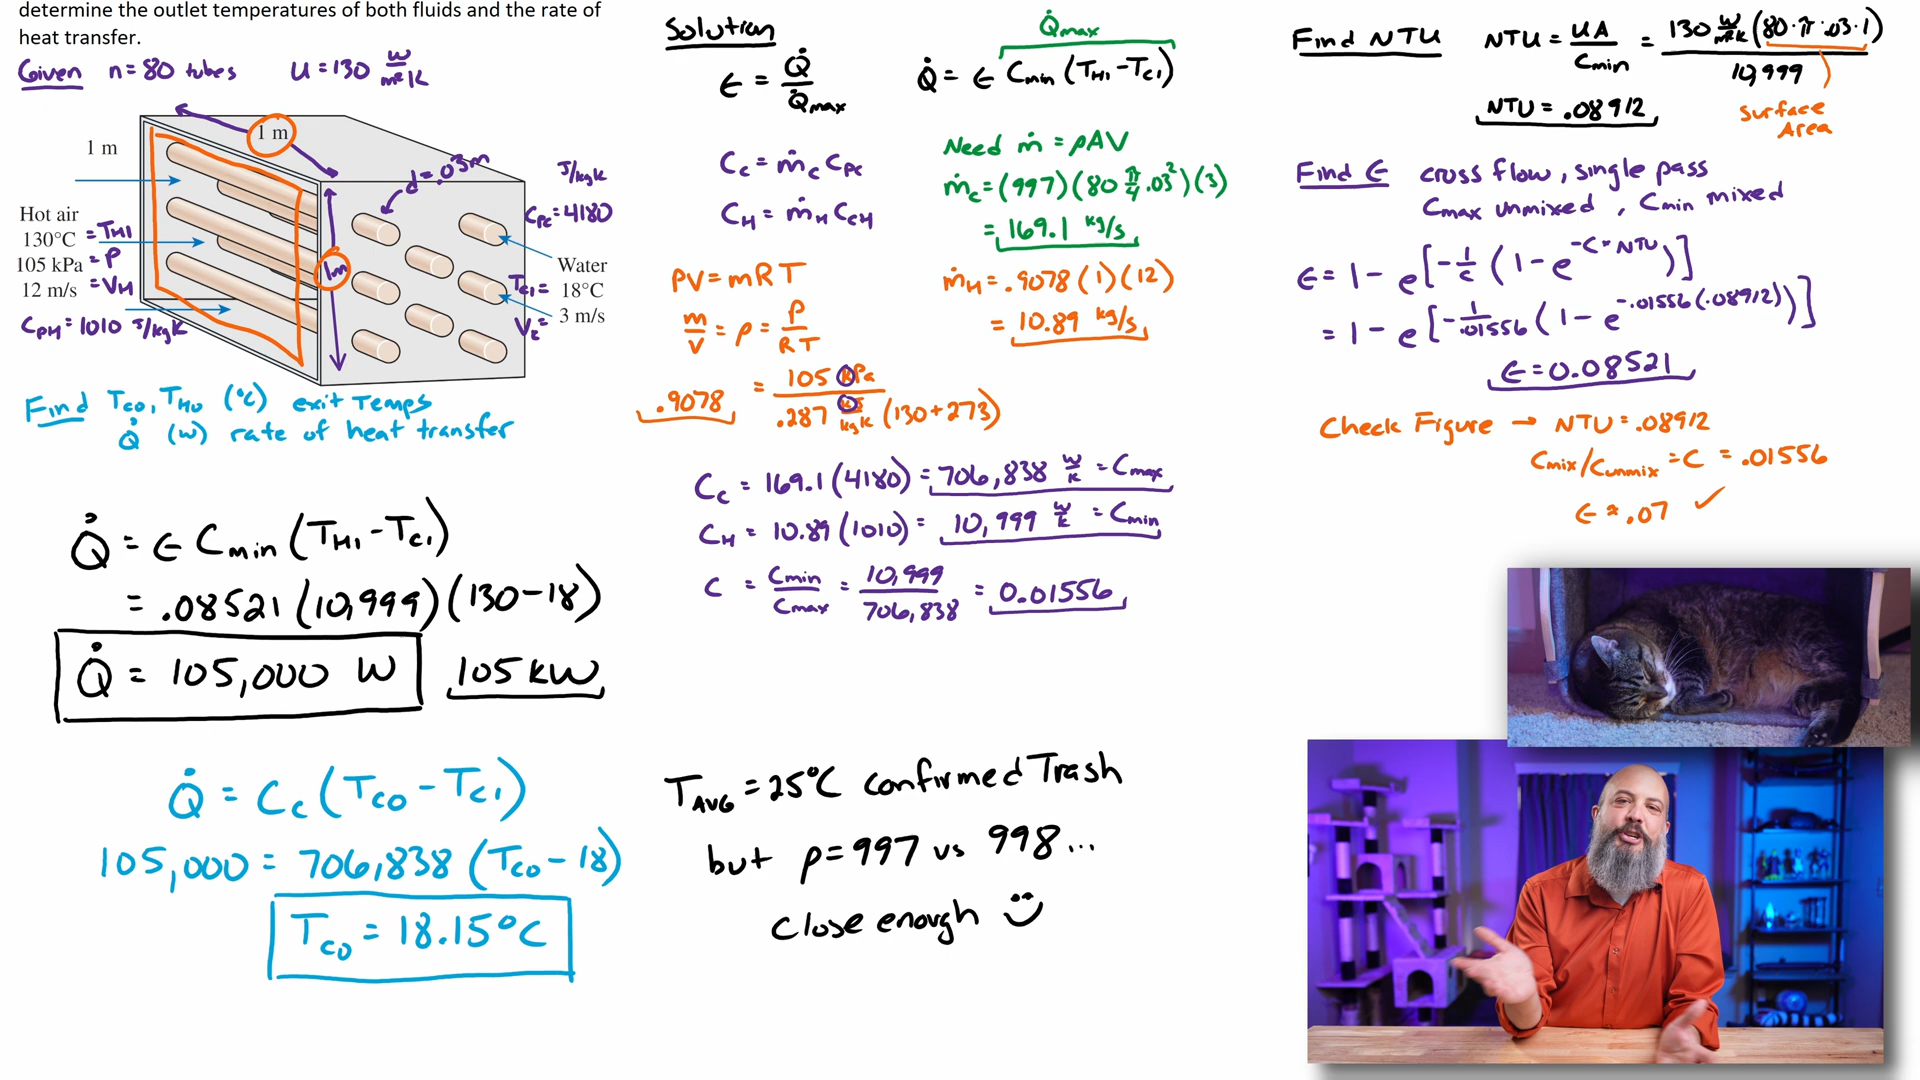 determine the outlet temperatures of both fluids and the rate of
heat transfer.
Given n=80 tubes U=130 W/m²K
1 m
1 m
d=.03m
J/kgK
CPC=4180
Hot air
130°C = TH1
105 kPa = P
12 m/s = VH
CPH=1010 J/kgK
1m
Water
TC1= 18°C
VC= 3 m/s
Find TCO, THO (°C) exit Temps
Q̇ (W) rate of heat transfer
Q̇ = ϵ Cmin (TH1-TC1)
= .08521 (10,999)(130-18)
Q̇ = 105,000 W 105 kW
Q̇ = Cc (TCO - TC1)
105,000 = 706,838 (TCO - 18)
TCO = 18.15°C
Solution
ϵ = Q̇/Q̇max
Q̇max
Q̇ = ϵ Cmin (TH1-TC1)
Cc = ṁc CPC
CH = ṁH CCH
Need ṁ = ρAV
ṁc = (997)(80 π/4 .03²)(3)
= 169.1 kg/s
PV = mRT
m/V = ρ = P/RT
.9078 = 105 kPa / .287 kJ/kgK (130+273)
ṁH = .9078 (1)(12)
= 10.89 kg/s
Cc = 169.1 (4180) = 706,838 W/K = Cmax
CH = 10.89 (1010) = 10,999 W/K = Cmin
C = Cmin/Cmax = 10,999/706,838 = 0.01556
TAVG = 25°C confirmed Trash
but ρ=997 vs 998...
close enough
Find NTU NTU = UA/Cmin = 130 W/m²K (80·π·.03·1) / 10,999
NTU = .08912
Surface
Area
Find ϵ cross flow, single pass
Cmax unmixed, Cmin mixed
ϵ = 1 - e[-1/c (1 - e^-C·NTU)]
= 1 - e[-1/.01556 (1 - e^-.01556(.08912))]
ϵ = 0.08521
Check Figure → NTU = .08912
Cmix/Cunmix = C = .01556
ϵ ≈ .07 ✓